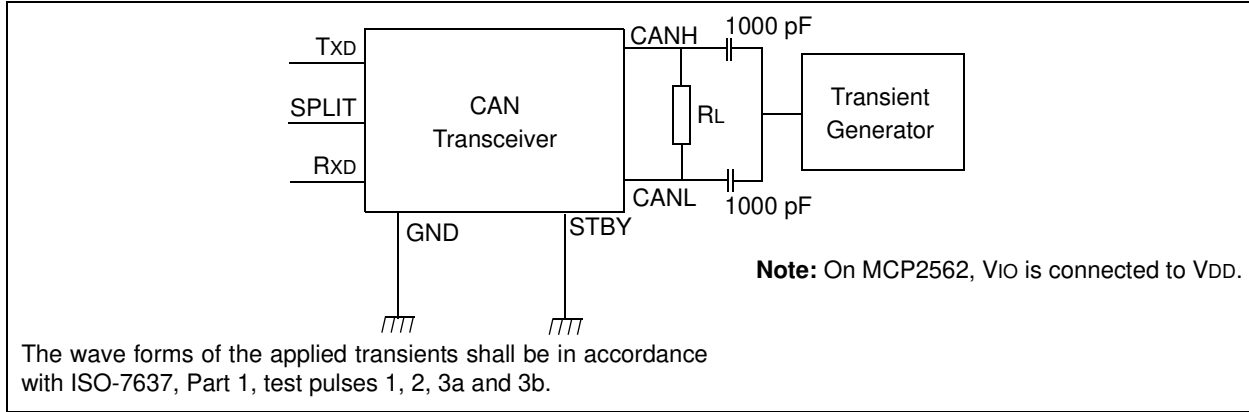 1000 pF
CANH
TXD
SPLIT
RXD
CAN
Transceiver
RL
Transient
Generator
CANL
1000 pF
GND
STBY
Note: On MCP2562, VIO is connected to VDD.
The wave forms of the applied transients shall be in accordance
with ISO-7637, Part 1, test pulses 1, 2, 3a and 3b.